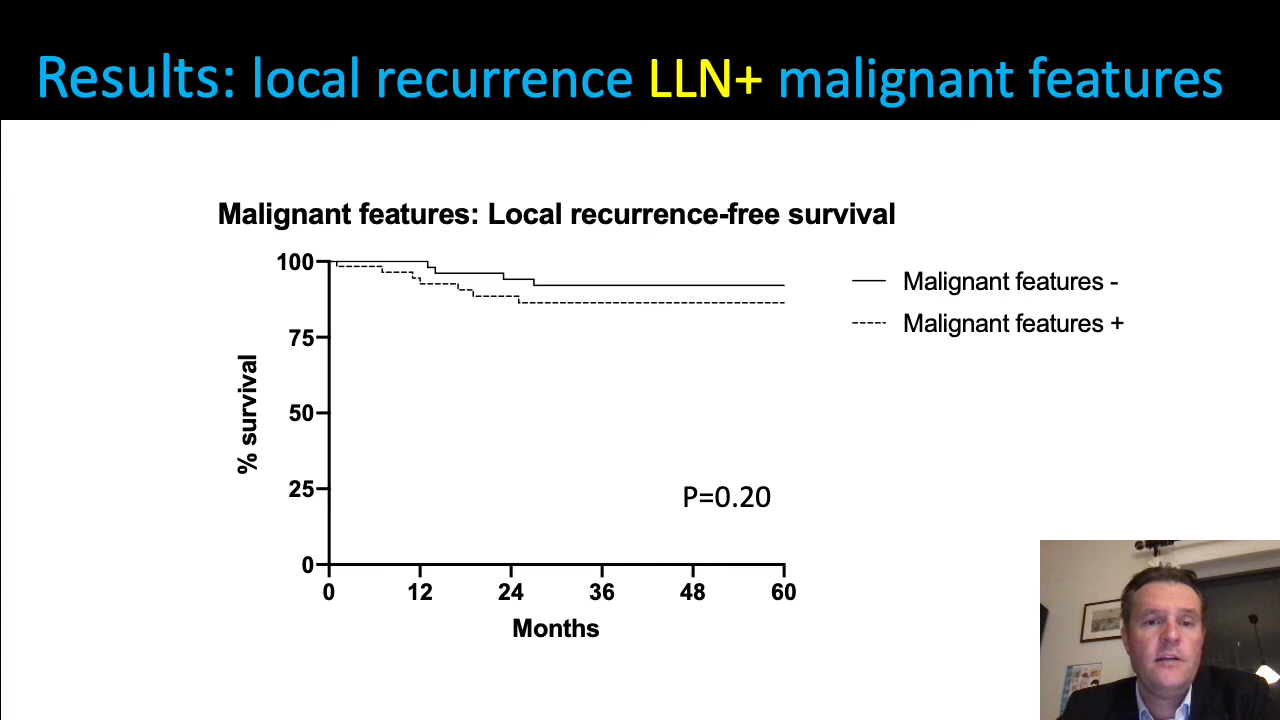 Results: local recurrence LLN+ malignant features
Malignant features: Local recurrence-free survival
100
75
50
25
0
% survival
0 12 24 36 48 60
Months
Malignant features -
Malignant features +
P=0.20